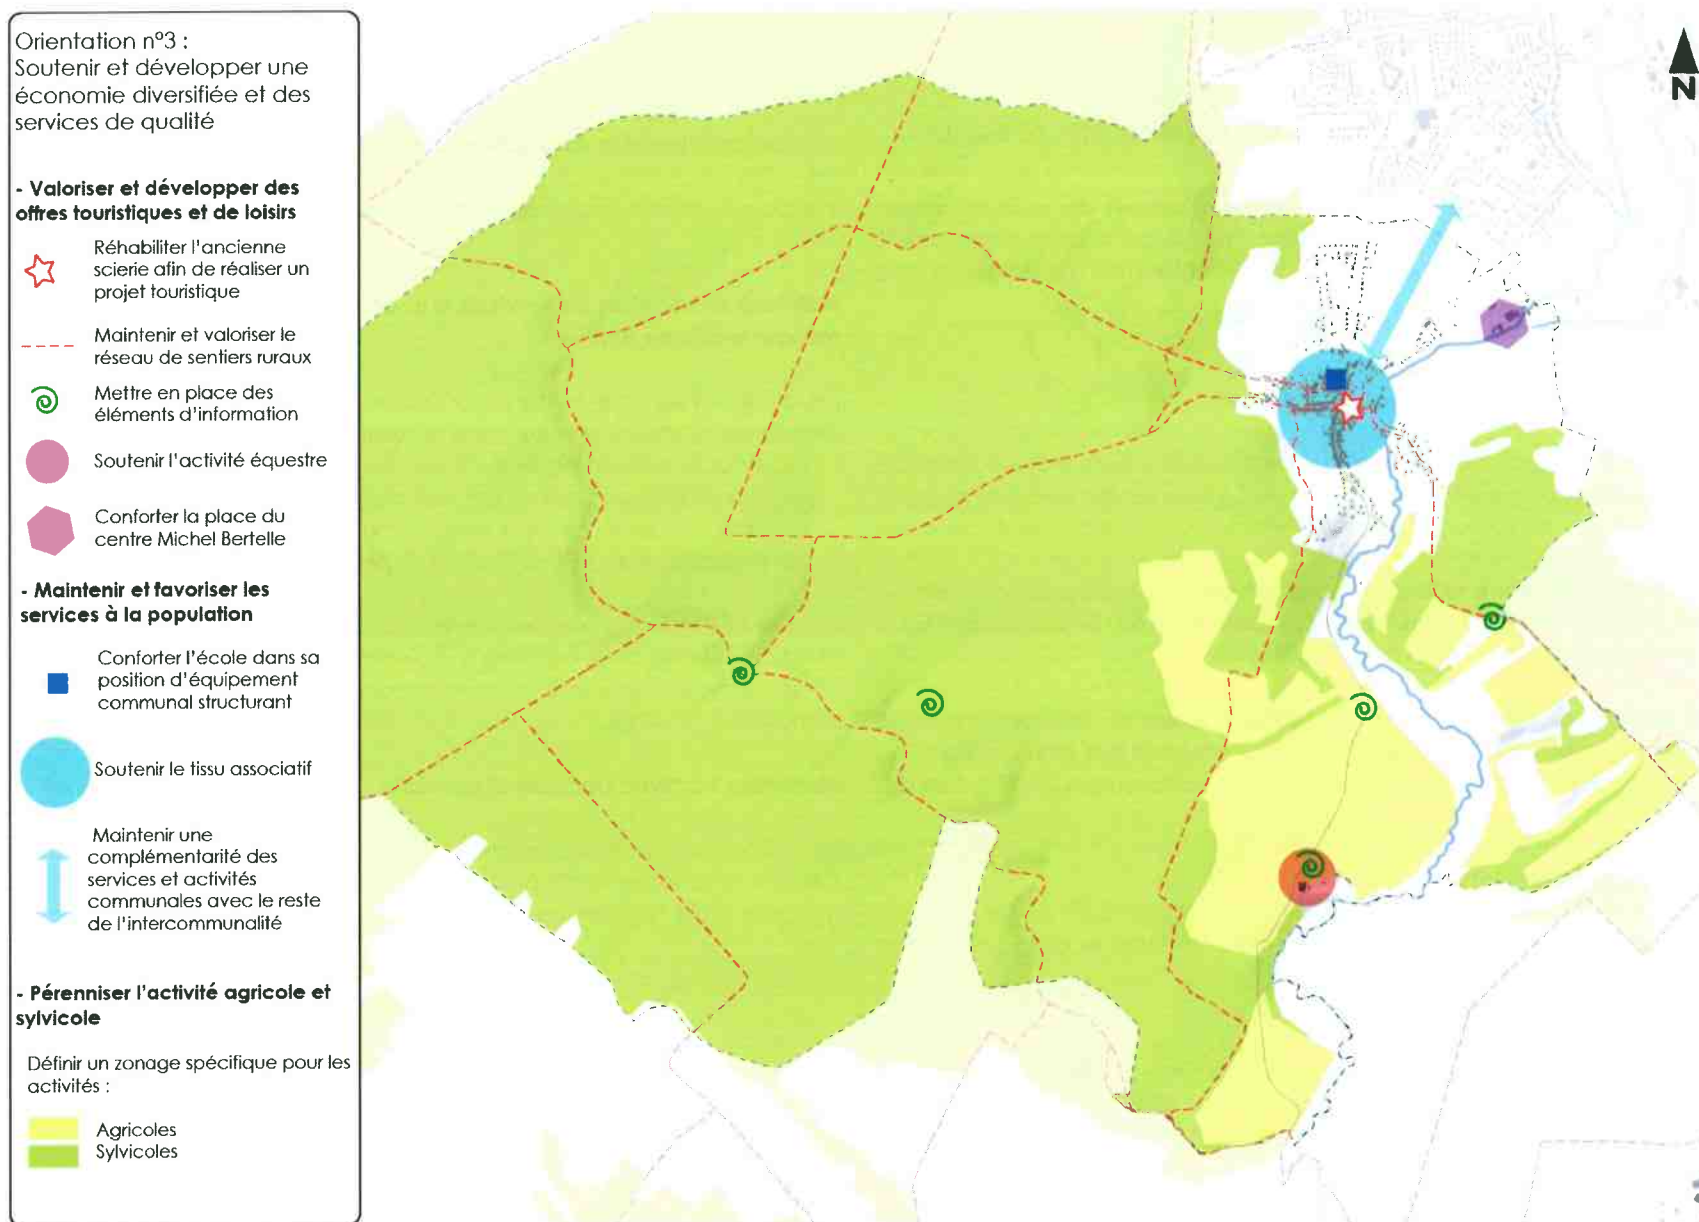 Orientation n°3 :
Soutenir et développer une
économie diversifiée et des
services de qualité
- Valoriser et développer des
offres touristiques et de loisirs
Réhabiliter l'ancienne
scierie afin de réaliser un
projet touristique
Maintenir et valoriser le
réseau de sentiers ruraux
Mettre en place des
éléments d'information
Soutenir l'activité équestre
Conforter la place du
centre Michel Bertelle
- Maintenir et favoriser les
services à la population
Conforter l'école dans sa
position d'équipement
communal structurant
Soutenir le tissu associatif
Maintenir une
complémentarité des
services et activités
communales avec le reste
de l'intercommunalité
- Pérenniser l'activité agricole et
sylvicole
Définir un zonage spécifique pour les
activités :
Agricoles
Sylvicoles
N